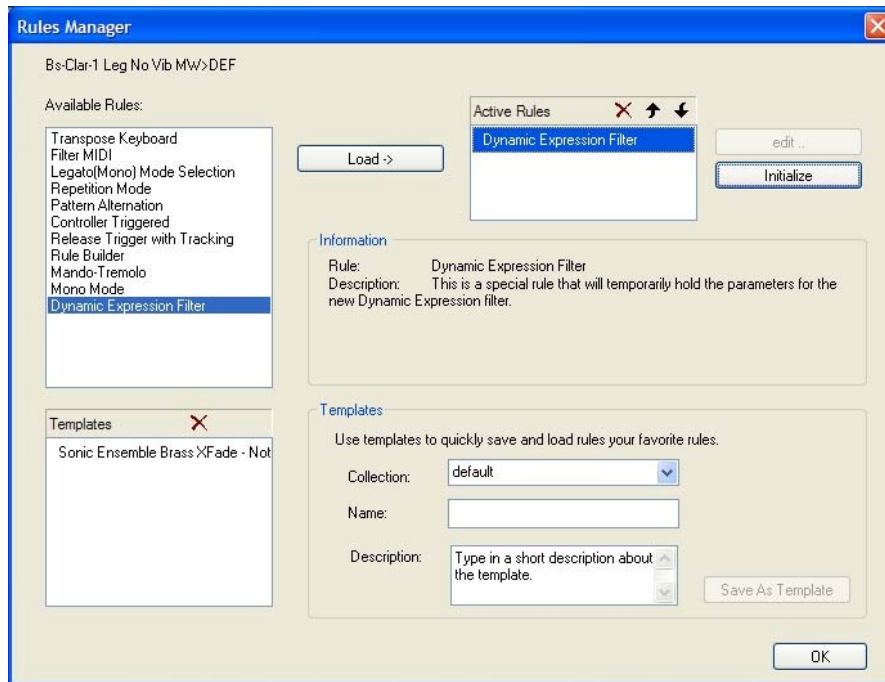 Rules Manager
Bs-Clar-1 Leg No Vib MW>DEF
Available Rules:
Transpose Keyboard
Filter MIDI
Legato(Mono) Mode Selection
Repetition Mode
Pattern Alternation
Controller Triggered
Release Trigger with Tracking
Rule Builder
Mando-Tremolo
Mono Mode
Dynamic Expression Filter
Load ->
Active Rules
Dynamic Expression Filter
edit ..
Initialize
Information
Rule: Dynamic Expression Filter
Description: This is a special rule that will temporarily hold the parameters for the
new Dynamic Expression filter.
Templates
Sonic Ensemble Brass XFade - Not
Templates
Use templates to quickly save and load rules your favorite rules.
Collection: default
Name:
Description: Type in a short description about
the template.
Save As Template
OK